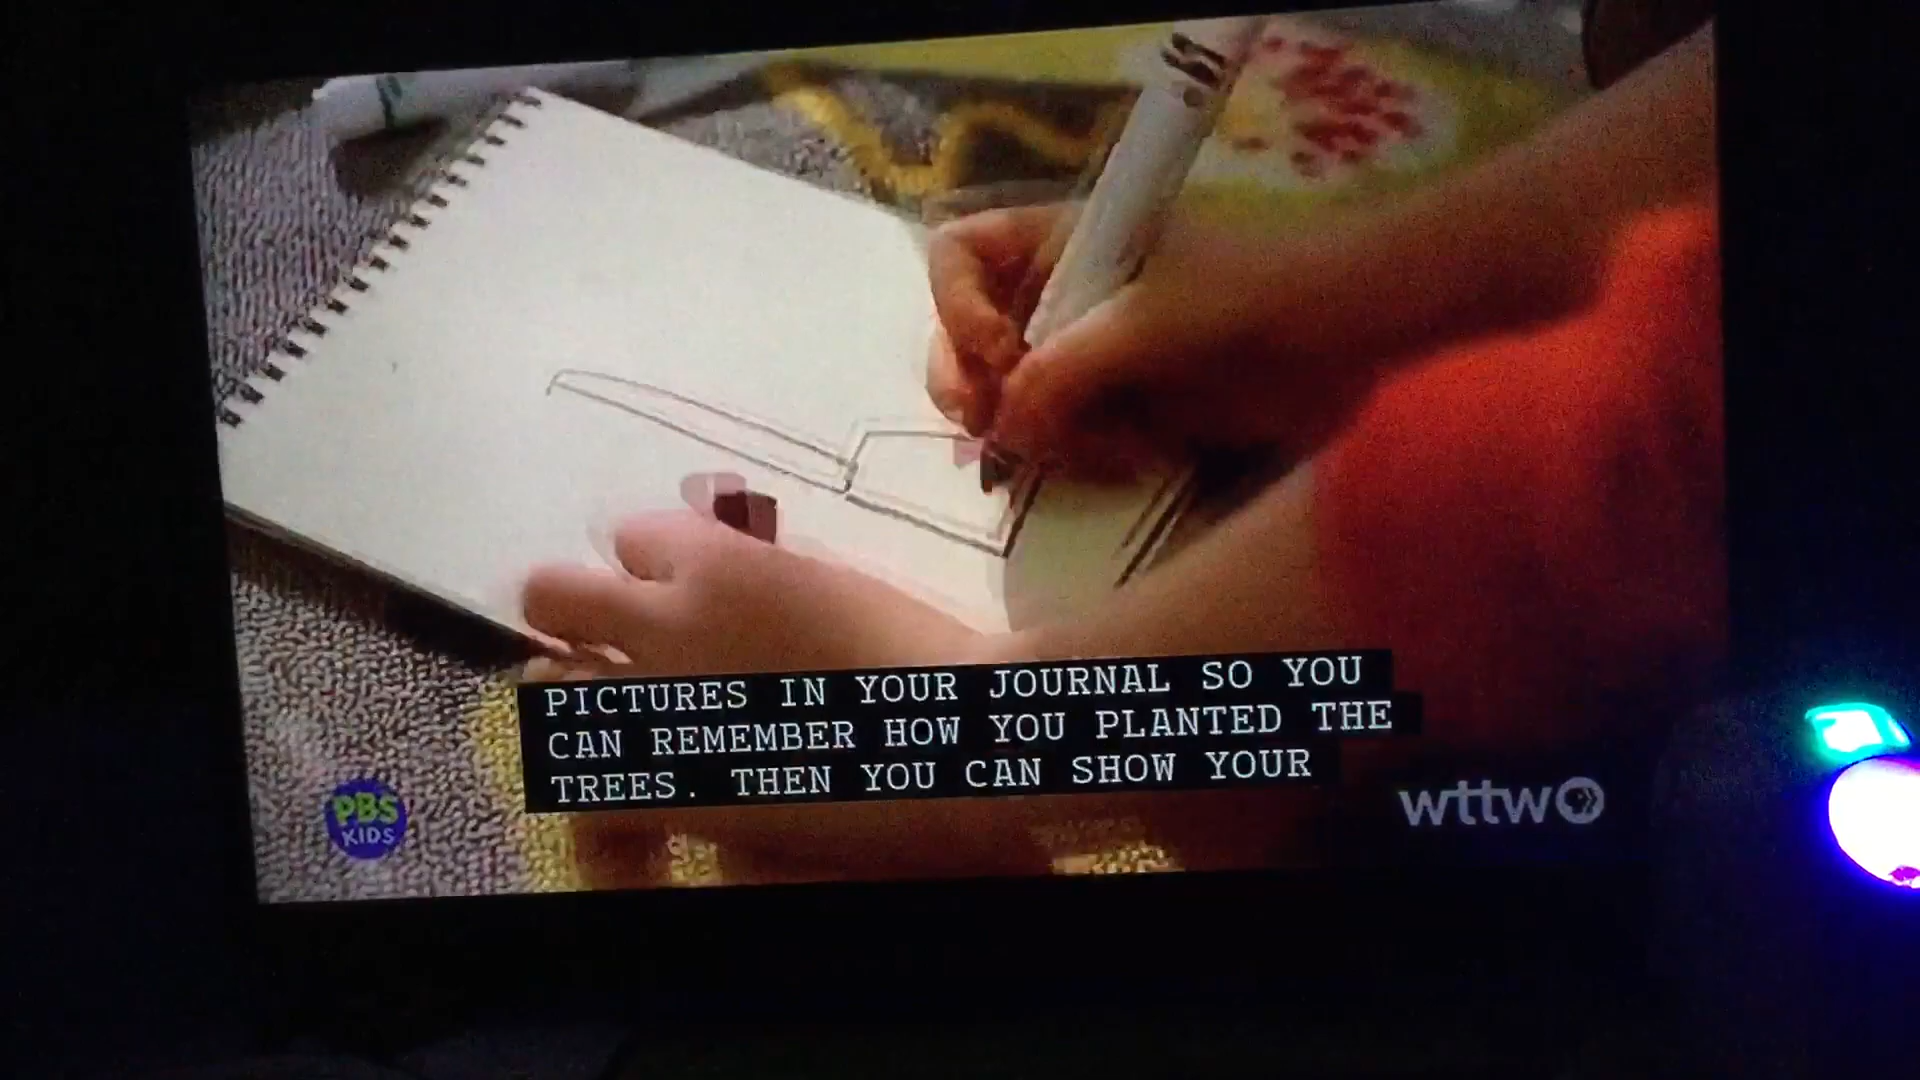 PICTURES IN YOUR JOURNAL SO YOU
CAN REMEMBER HOW YOU PLANTED THE
TREES. THEN YOU CAN SHOW YOUR
PBS
KIDS
wttw